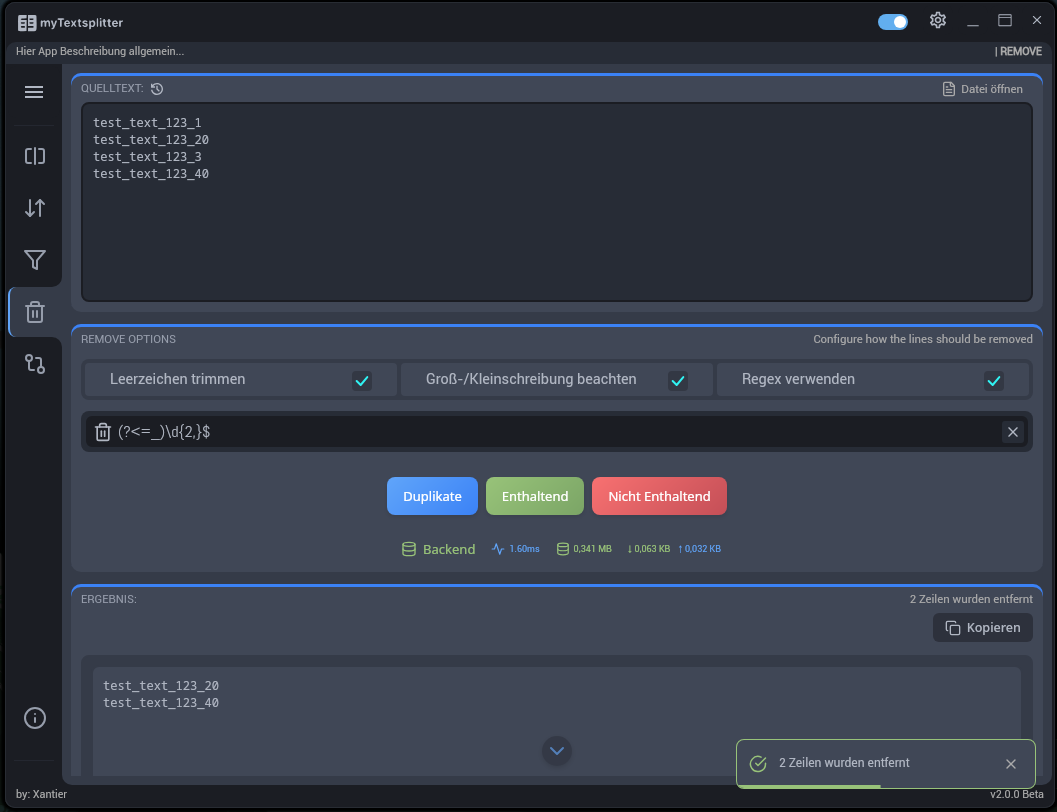 myTextsplitter
Hier App Beschreibung allgemein...
| REMOVE
QUELLTEXT:
Datei öffnen
test_text_123_1
test_text_123_20
test_text_123_3
test_text_123_40
REMOVE OPTIONS
Configure how the lines should be removed
Leerzeichen trimmen
Groß-/Kleinschreibung beachten
Regex verwenden
(?<=_)\d{2,}$
Duplikate
Enthaltend
Nicht Enthaltend
Backend
1.60ms
0,341 MB
↓ 0,063 KB
↑ 0,032 KB
ERGEBNIS:
2 Zeilen wurden entfernt
Kopieren
test_text_123_20
test_text_123_40
2 Zeilen wurden entfernt
by: Xantier
v2.0.0 Beta